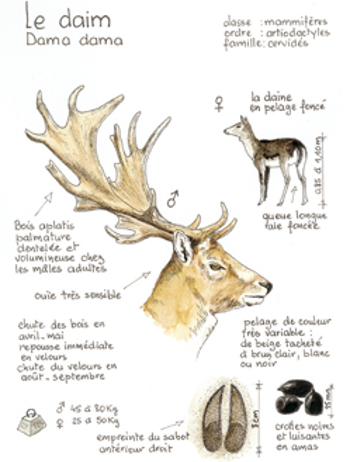 Le daim
Dama dama
classe : mammifères
ordre : artiodactyles
famille : cervidés
♀
la daine
en pelage foncé
0,85 à 1,10m
queue longue
raie foncée
♂
Bois aplatis
palmature
dentelée et
volumineuse chez
les mâles adultes
ouïe très sensible
chute des bois en
avril-mai
repousse immédiate
en velours
chute du velours en
août-septembre
pelage de couleur
très variable :
de beige tacheté
à brun clair, blanc
ou noir
♂ 45 à 80Kg
♀ 25 à 50Kg
empreinte du sabot
antérieur droit
8cm
15mm
crottes noires
et luisantes
en amas